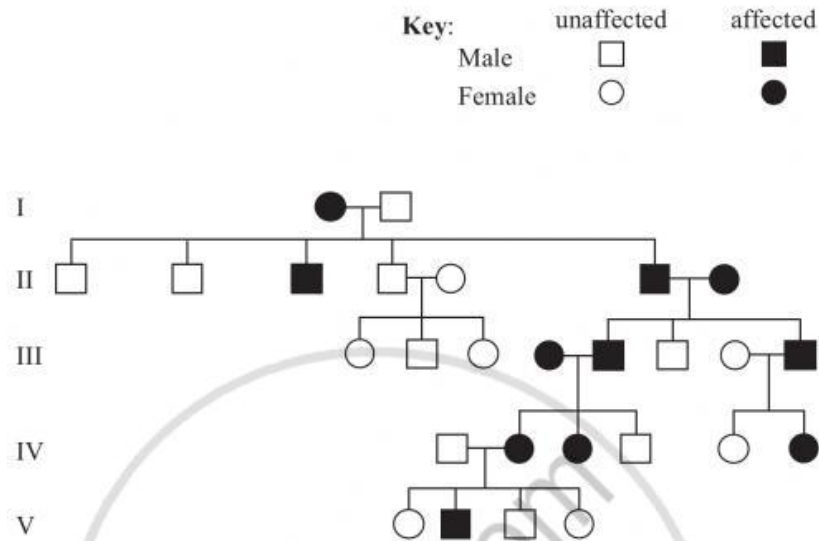 Key: unaffected affected
Male
Female
I
II
III
IV
V